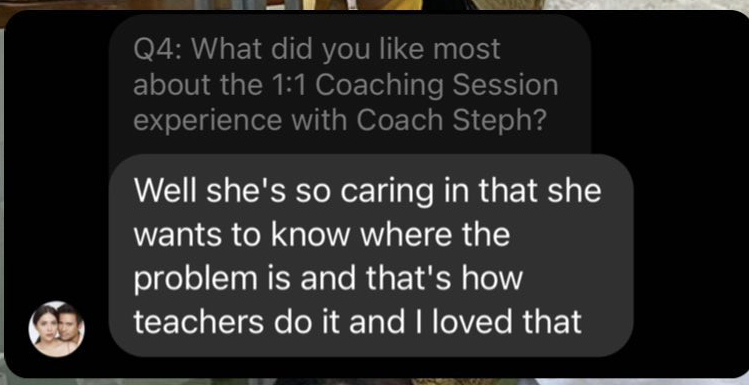 Q4: What did you like most
about the 1:1 Coaching Session
experience with Coach Steph?
Well she's so caring in that she
wants to know where the
problem is and that's how
teachers do it and I loved that